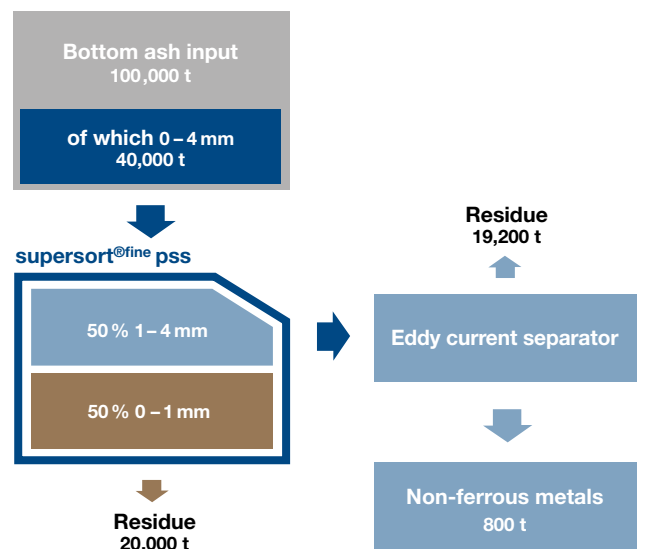 Bottom ash input
100,000 t
of which 0 – 4 mm
40,000 t
supersort®fine pss
50 % 1 – 4 mm
50 % 0 – 1 mm
Residue
20,000 t
Residue
19,200 t
Eddy current separator
Non-ferrous metals
800 t